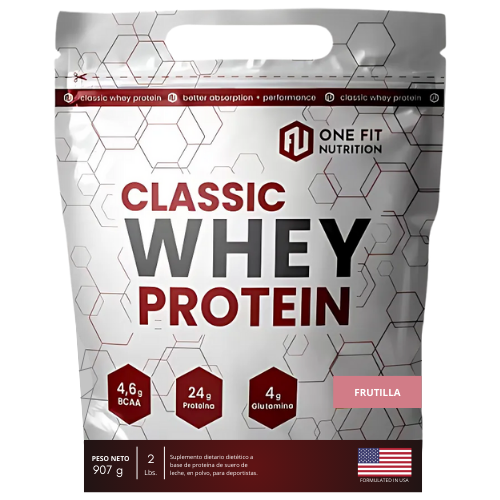 classic whey protein
better absorption + performance
classic whey protein
ONE FIT
NUTRITION
CLASSIC
WHEY
PROTEIN
4,6g
BCAA
24g
Proteína
4g
Glutamina
FRUTILLA
PESO NETO
907 g
2
Lbs.
Suplemento dietario dietético a
base de proteína de suero de
leche, en polvo, para deportistas.
FORMULATED IN USA